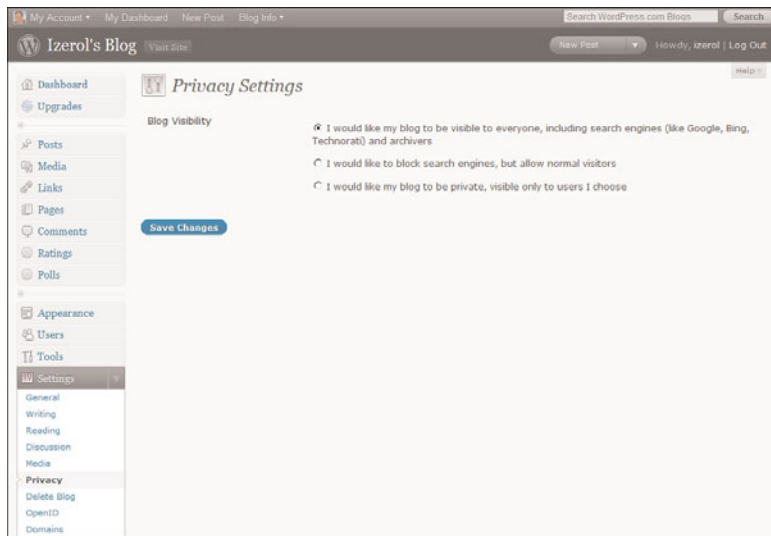 My Account My Dashboard New Post Blog Info Search WordPress.com Blogs Search
Izerol's Blog Visit Site New Post Howdy, izerol | Log Out
Help
Privacy Settings
Dashboard
Upgrades
Posts
Media
Links
Pages
Comments
Ratings
Polls
Appearance
Users
Tools
Settings
General
Writing
Reading
Discussion
Media
Privacy
Delete Blog
OpenID
Domains
Blog Visibility
I would like my blog to be visible to everyone, including search engines (like Google, Bing,
Technorati) and archivers
I would like to block search engines, but allow normal visitors
I would like my blog to be private, visible only to users I choose
Save Changes